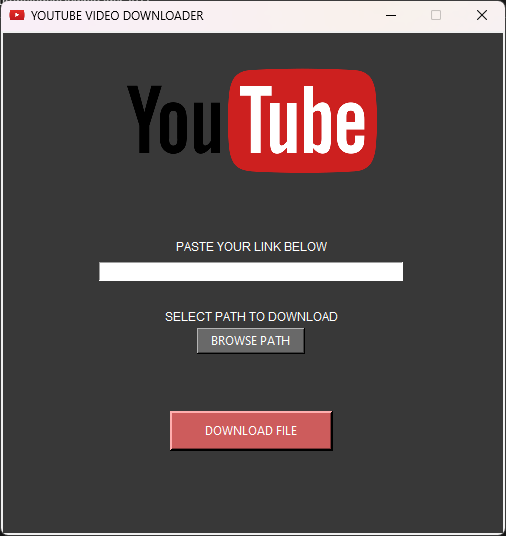 YOUTUBE VIDEO DOWNLOADER
YouTube
PASTE YOUR LINK BELOW
SELECT PATH TO DOWNLOAD
BROWSE PATH
DOWNLOAD FILE